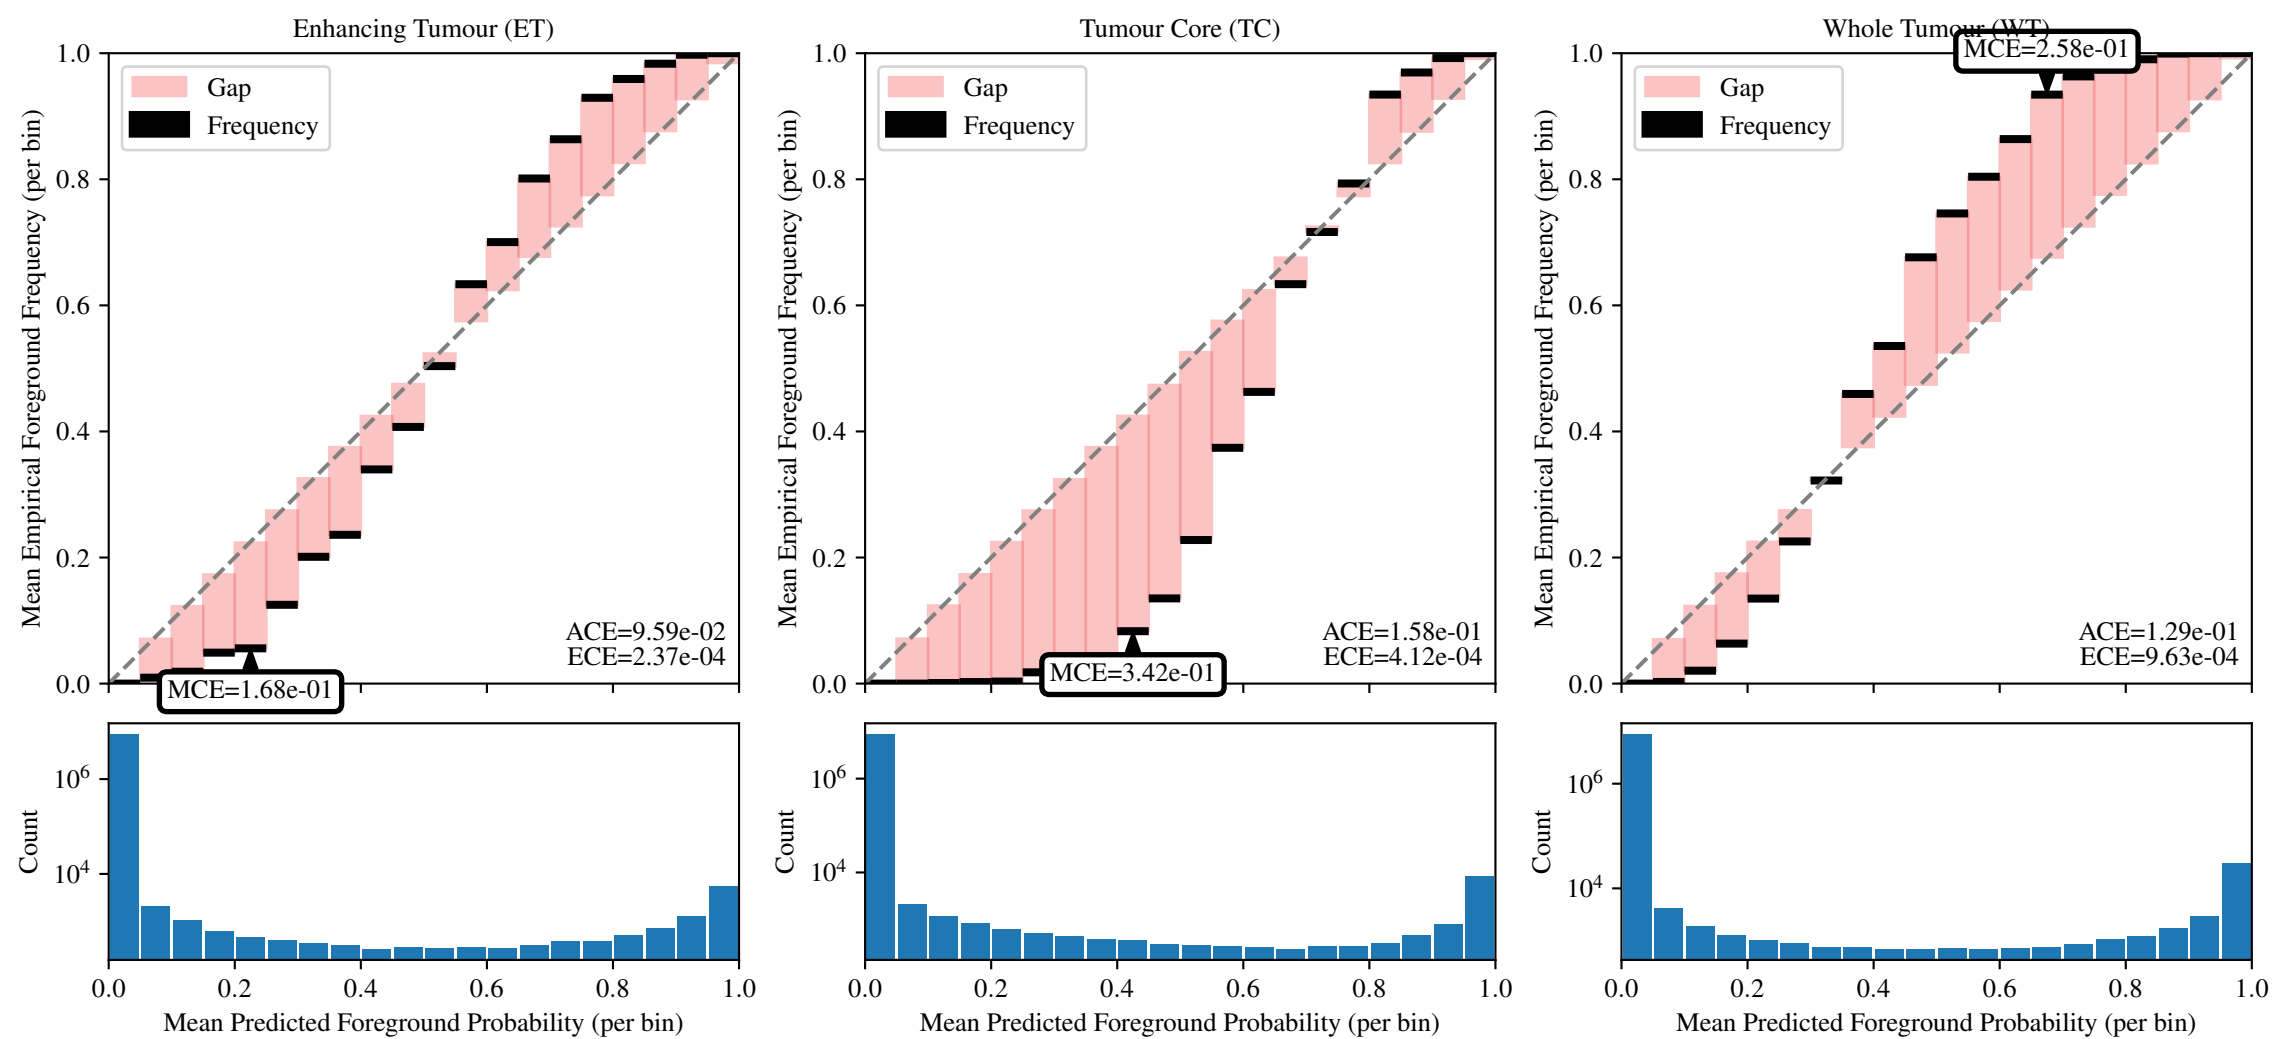 Enhancing Tumour (ET)
Mean Empirical Foreground Frequency (per bin)
1.0
0.8
0.6
0.4
0.2
0.0
Gap
Frequency
ACE=9.59e-02
ECE=2.37e-04
MCE=1.68e-01
Count
10^6
10^4
0.0 0.2 0.4 0.6 0.8 1.0
Mean Predicted Foreground Probability (per bin)
Tumour Core (TC)
Mean Empirical Foreground Frequency (per bin)
1.0
0.8
0.6
0.4
0.2
0.0
Gap
Frequency
ACE=1.58e-01
ECE=4.12e-04
MCE=3.42e-01
Count
10^6
10^4
0.0 0.2 0.4 0.6 0.8 1.0
Mean Predicted Foreground Probability (per bin)
Whole Tumour (WT)
MCE=2.58e-01
Mean Empirical Foreground Frequency (per bin)
1.0
0.8
0.6
0.4
0.2
0.0
Gap
Frequency
ACE=1.29e-01
ECE=9.63e-04
Count
10^6
10^4
0.0 0.2 0.4 0.6 0.8 1.0
Mean Predicted Foreground Probability (per bin)